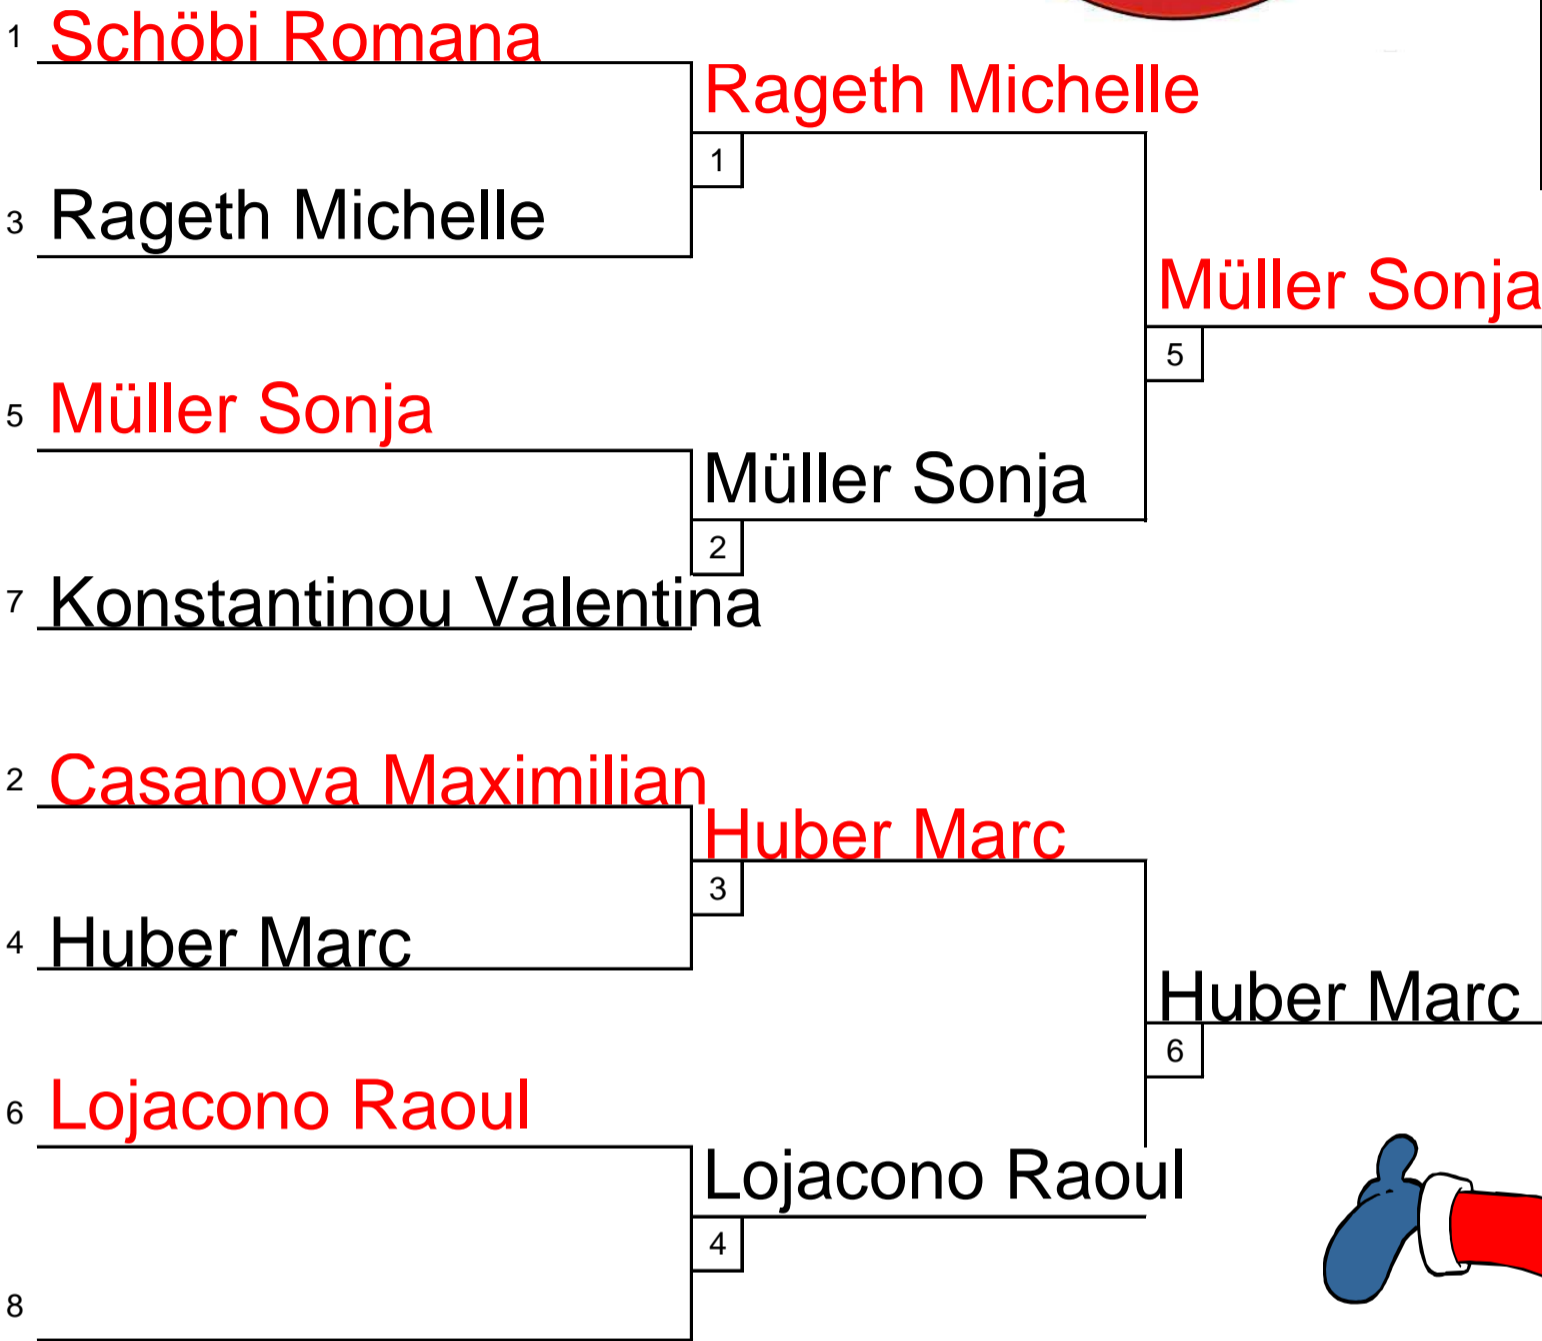 1 Schöbi Romana
Rageth Michelle
1
3 Rageth Michelle
Müller Sonja
5
5 Müller Sonja
Müller Sonja
2
7 Konstantinou Valentina
2 Casanova Maximilian
Huber Marc
3
4 Huber Marc
Huber Marc
6
6 Lojacono Raoul
Lojacono Raoul
4
8